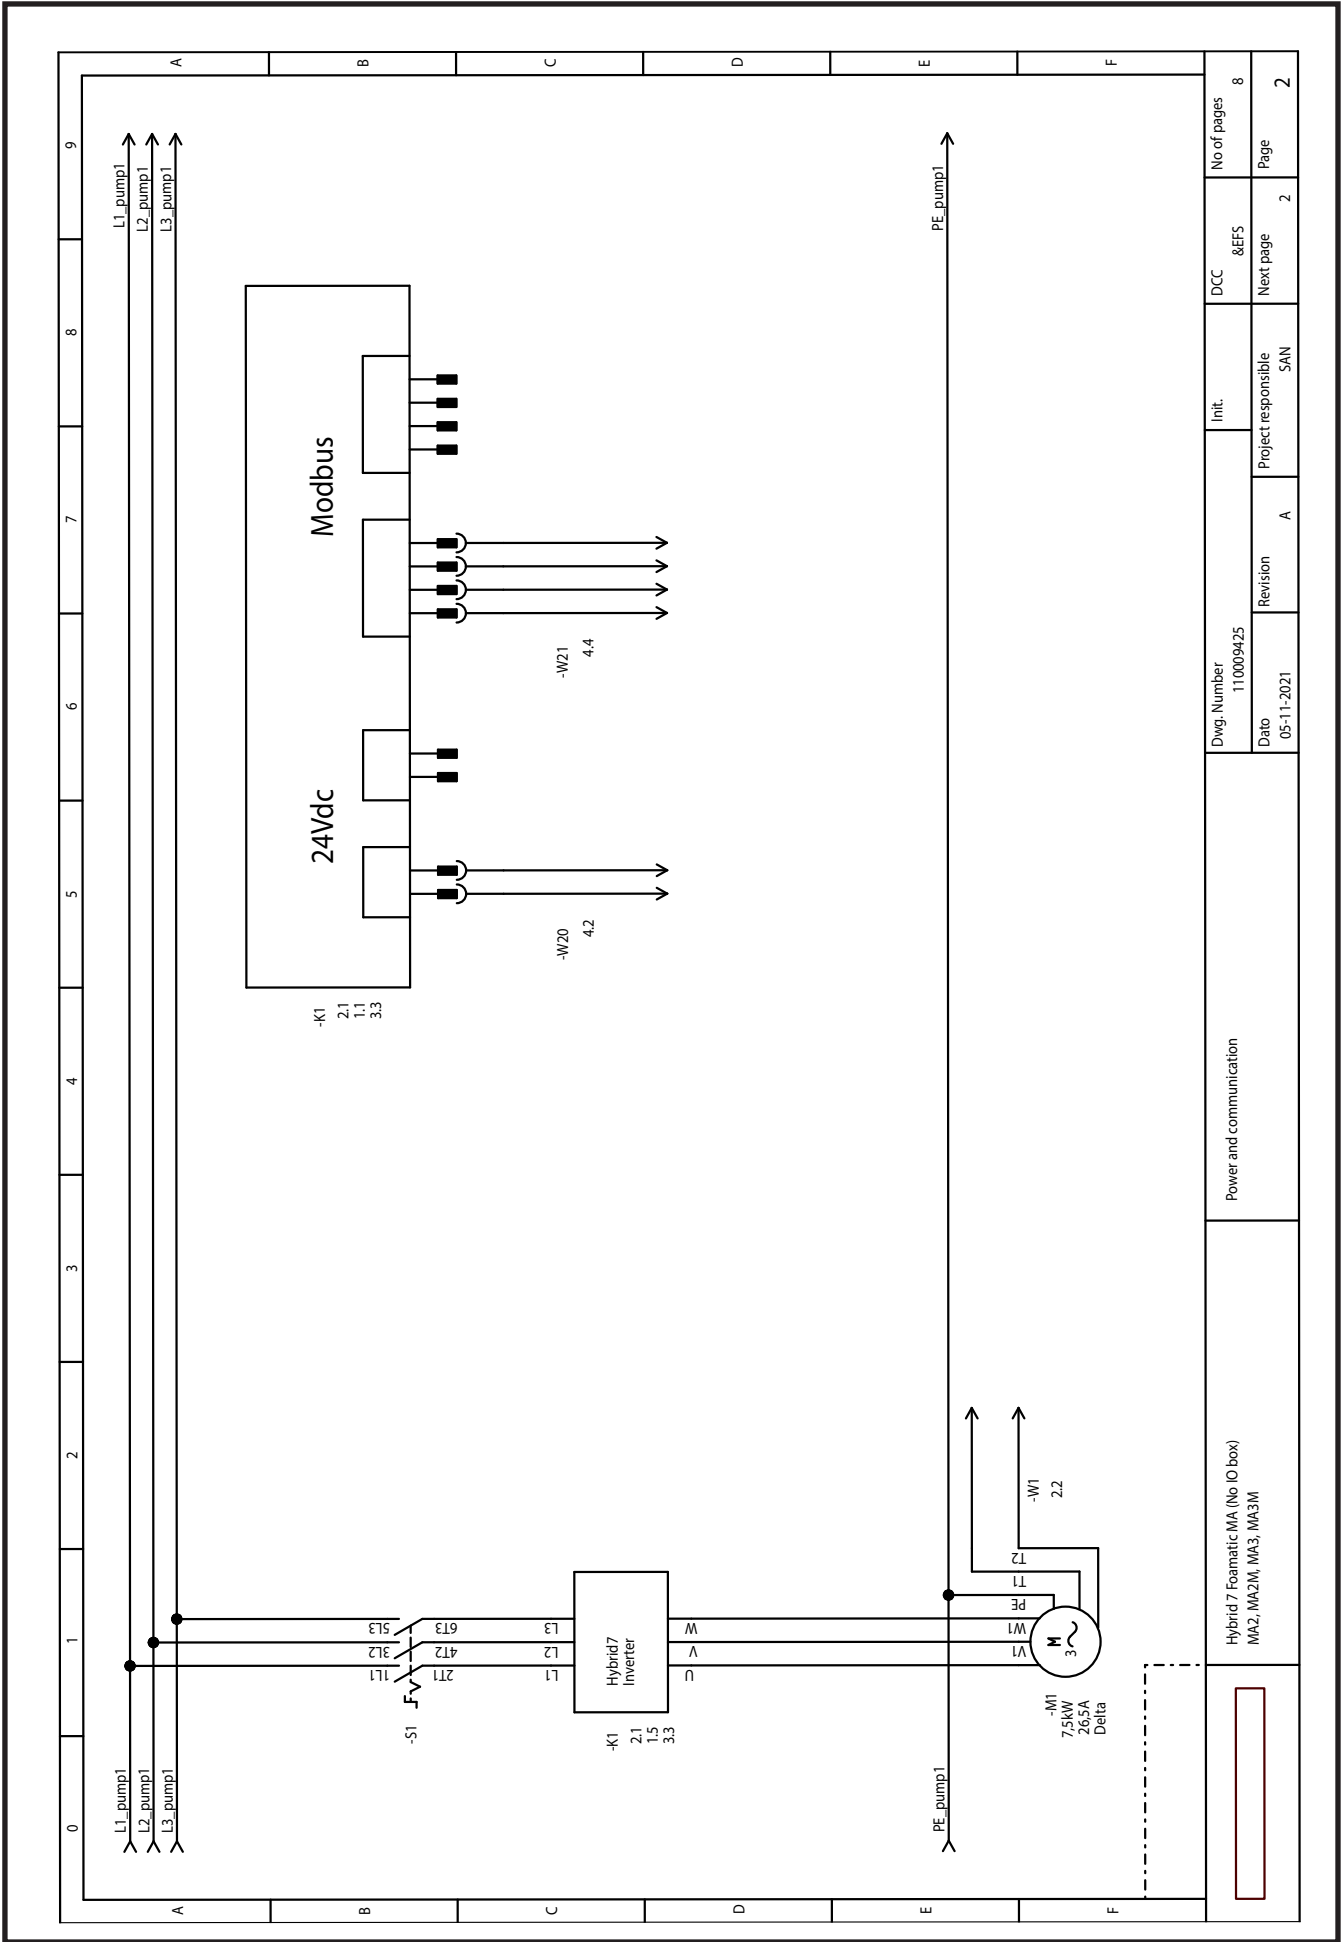 0 1 2 3 4 5 6 7 8 9
A
A
B
B
C
C
D
D
E
E
F
F
L1_pump1
L2_pump1
L3_pump1
L1_pump1
L2_pump1
L3_pump1
-S1
1L1 3L2 5L3
2T1 4T2 6T3
L1 L2 L3
Hybrid7
Inverter
-K1
2.1
1.5
3.3
U V W
PE_pump1
PE_pump1
V1 W1 PE T1 T2
M
3
-M1
7,5kW
26,5A
Delta
-W1
2.2
24Vdc
Modbus
-K1
2.1
1.1
3.3
-W20
4.2
-W21
4.4
Hybrid 7 Foamatic MA (No IO box)
MA2, MA2M, MA3, MA3M
Power and communication
Dwg. Number
110009425
Init.
DCC
&EFS
No of pages
8
Dato
05-11-2021
Revision
A
Project responsible
SAN
Next page
2
Page
2